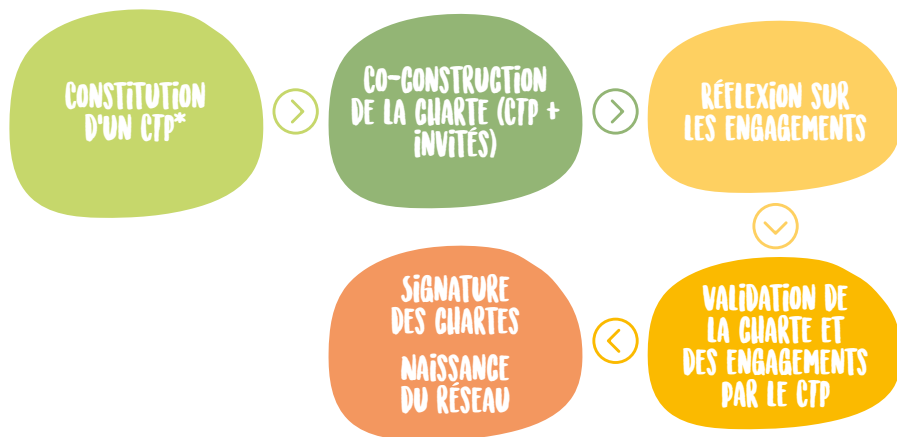 CONSTITUTION
D'UN CTP*
CO-CONSTRUCTION
DE LA CHARTE (CTP +
INVITÉS)
RÉFLEXION SUR
LES ENGAGEMENTS
VALIDATION DE
LA CHARTE ET
DES ENGAGEMENTS
PAR LE CTP
SIGNATURE
DES CHARTES
NAISSANCE
DU RÉSEAU